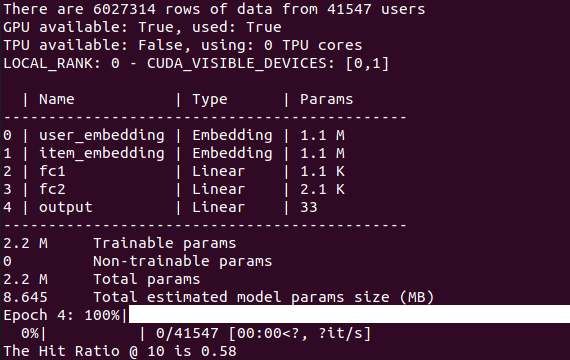 There are 6027314 rows of data from 41547 users
GPU available: True, used: True
TPU available: False, using: 0 TPU cores
LOCAL_RANK: 0 - CUDA_VISIBLE_DEVICES: [0,1]
  | Name           | Type      | Params
---------------------------------------------
0 | user_embedding | Embedding | 1.1 M
1 | item_embedding | Embedding | 1.1 M
2 | fc1            | Linear    | 1.1 K
3 | fc2            | Linear    | 2.1 K
4 | output         | Linear    | 33
---------------------------------------------
2.2 M     Trainable params
0         Non-trainable params
2.2 M     Total params
8.645     Total estimated model params size (MB)
Epoch 4: 100%|
  0%|          | 0/41547 [00:00<?, ?it/s]
The Hit Ratio @ 10 is 0.58